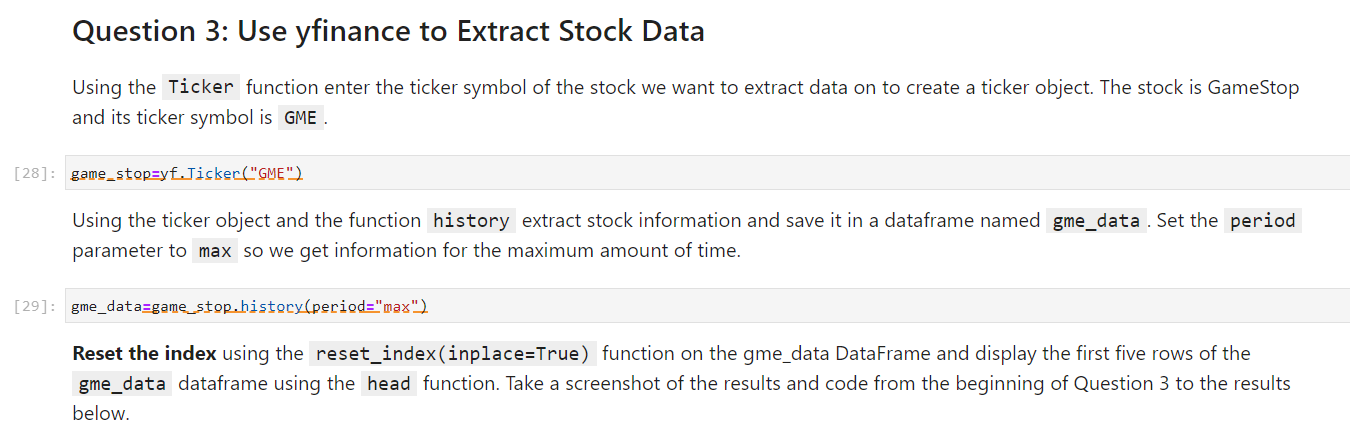 Question 3: Use yfinance to Extract Stock Data
Using the Ticker function enter the ticker symbol of the stock we want to extract data on to create a ticker object. The stock is GameStop
and its ticker symbol is GME.
[28]: game_stop=yf.Ticker("GME")
Using the ticker object and the function history extract stock information and save it in a dataframe named gme_data. Set the period
parameter to max so we get information for the maximum amount of time.
[29]: gme_data=game_stop.history(period="max")
Reset the index using the reset_index(inplace=True) function on the gme_data DataFrame and display the first five rows of the
gme_data dataframe using the head function. Take a screenshot of the results and code from the beginning of Question 3 to the results
below.